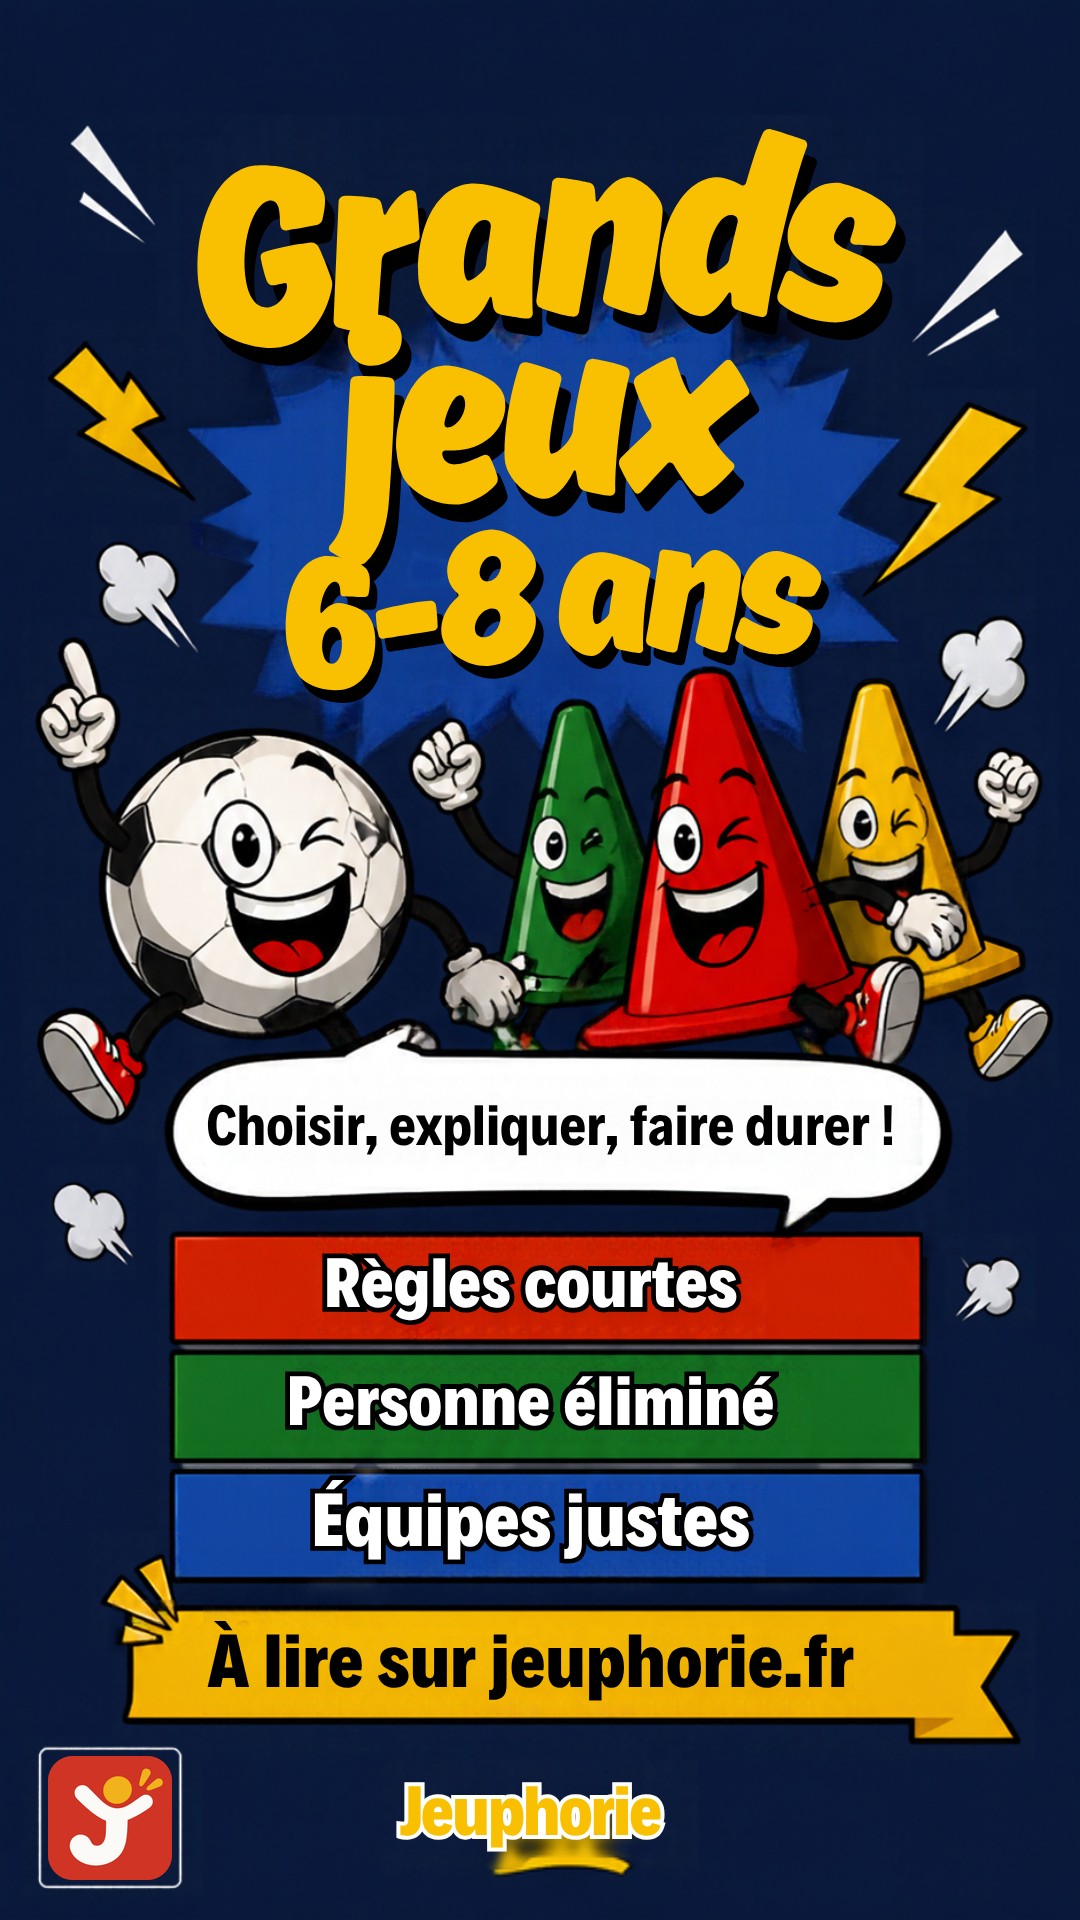 Grands
jeux
6-8 ans
Choisir, expliquer, faire durer !
Règles courtes
Personne éliminé
Équipes justes
À lire sur jeuphorie.fr
Jeuphorie